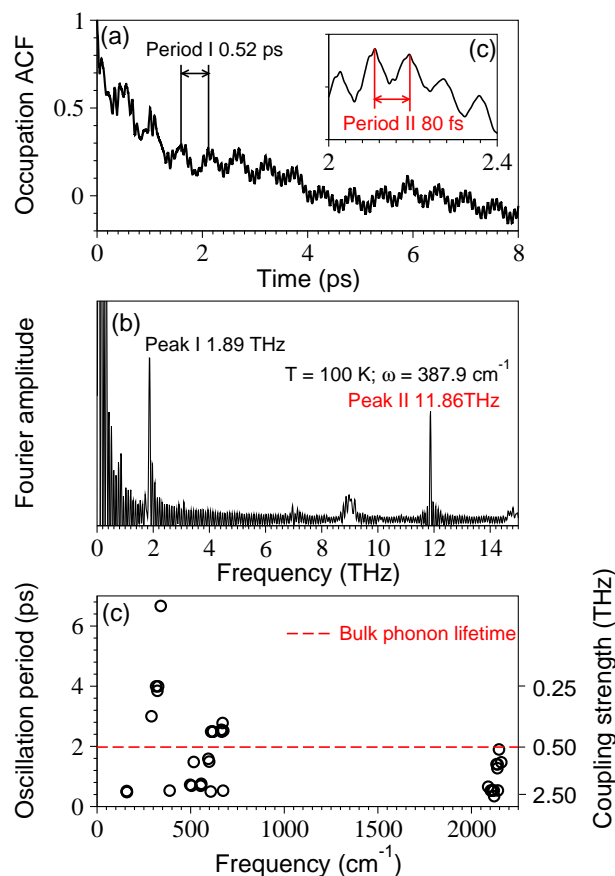 (a)
Period I 0.52 ps
(c)
Period II 80 fs
2
2.4
Occupation ACF
1
0.5
0
0
2
4
6
8
Time (ps)
(b)
Peak I 1.89 THz
T = 100 K; ω = 387.9 cm⁻¹
Peak II 11.86THz
Fourier amplitude
0
2
4
6
8
10
12
14
Frequency (THz)
(c)
Bulk phonon lifetime
Oscillation period (ps)
6
4
2
0
0.25
0.50
2.50
Coupling strength (THz)
0
500
1000
1500
2000
Frequency (cm⁻¹)